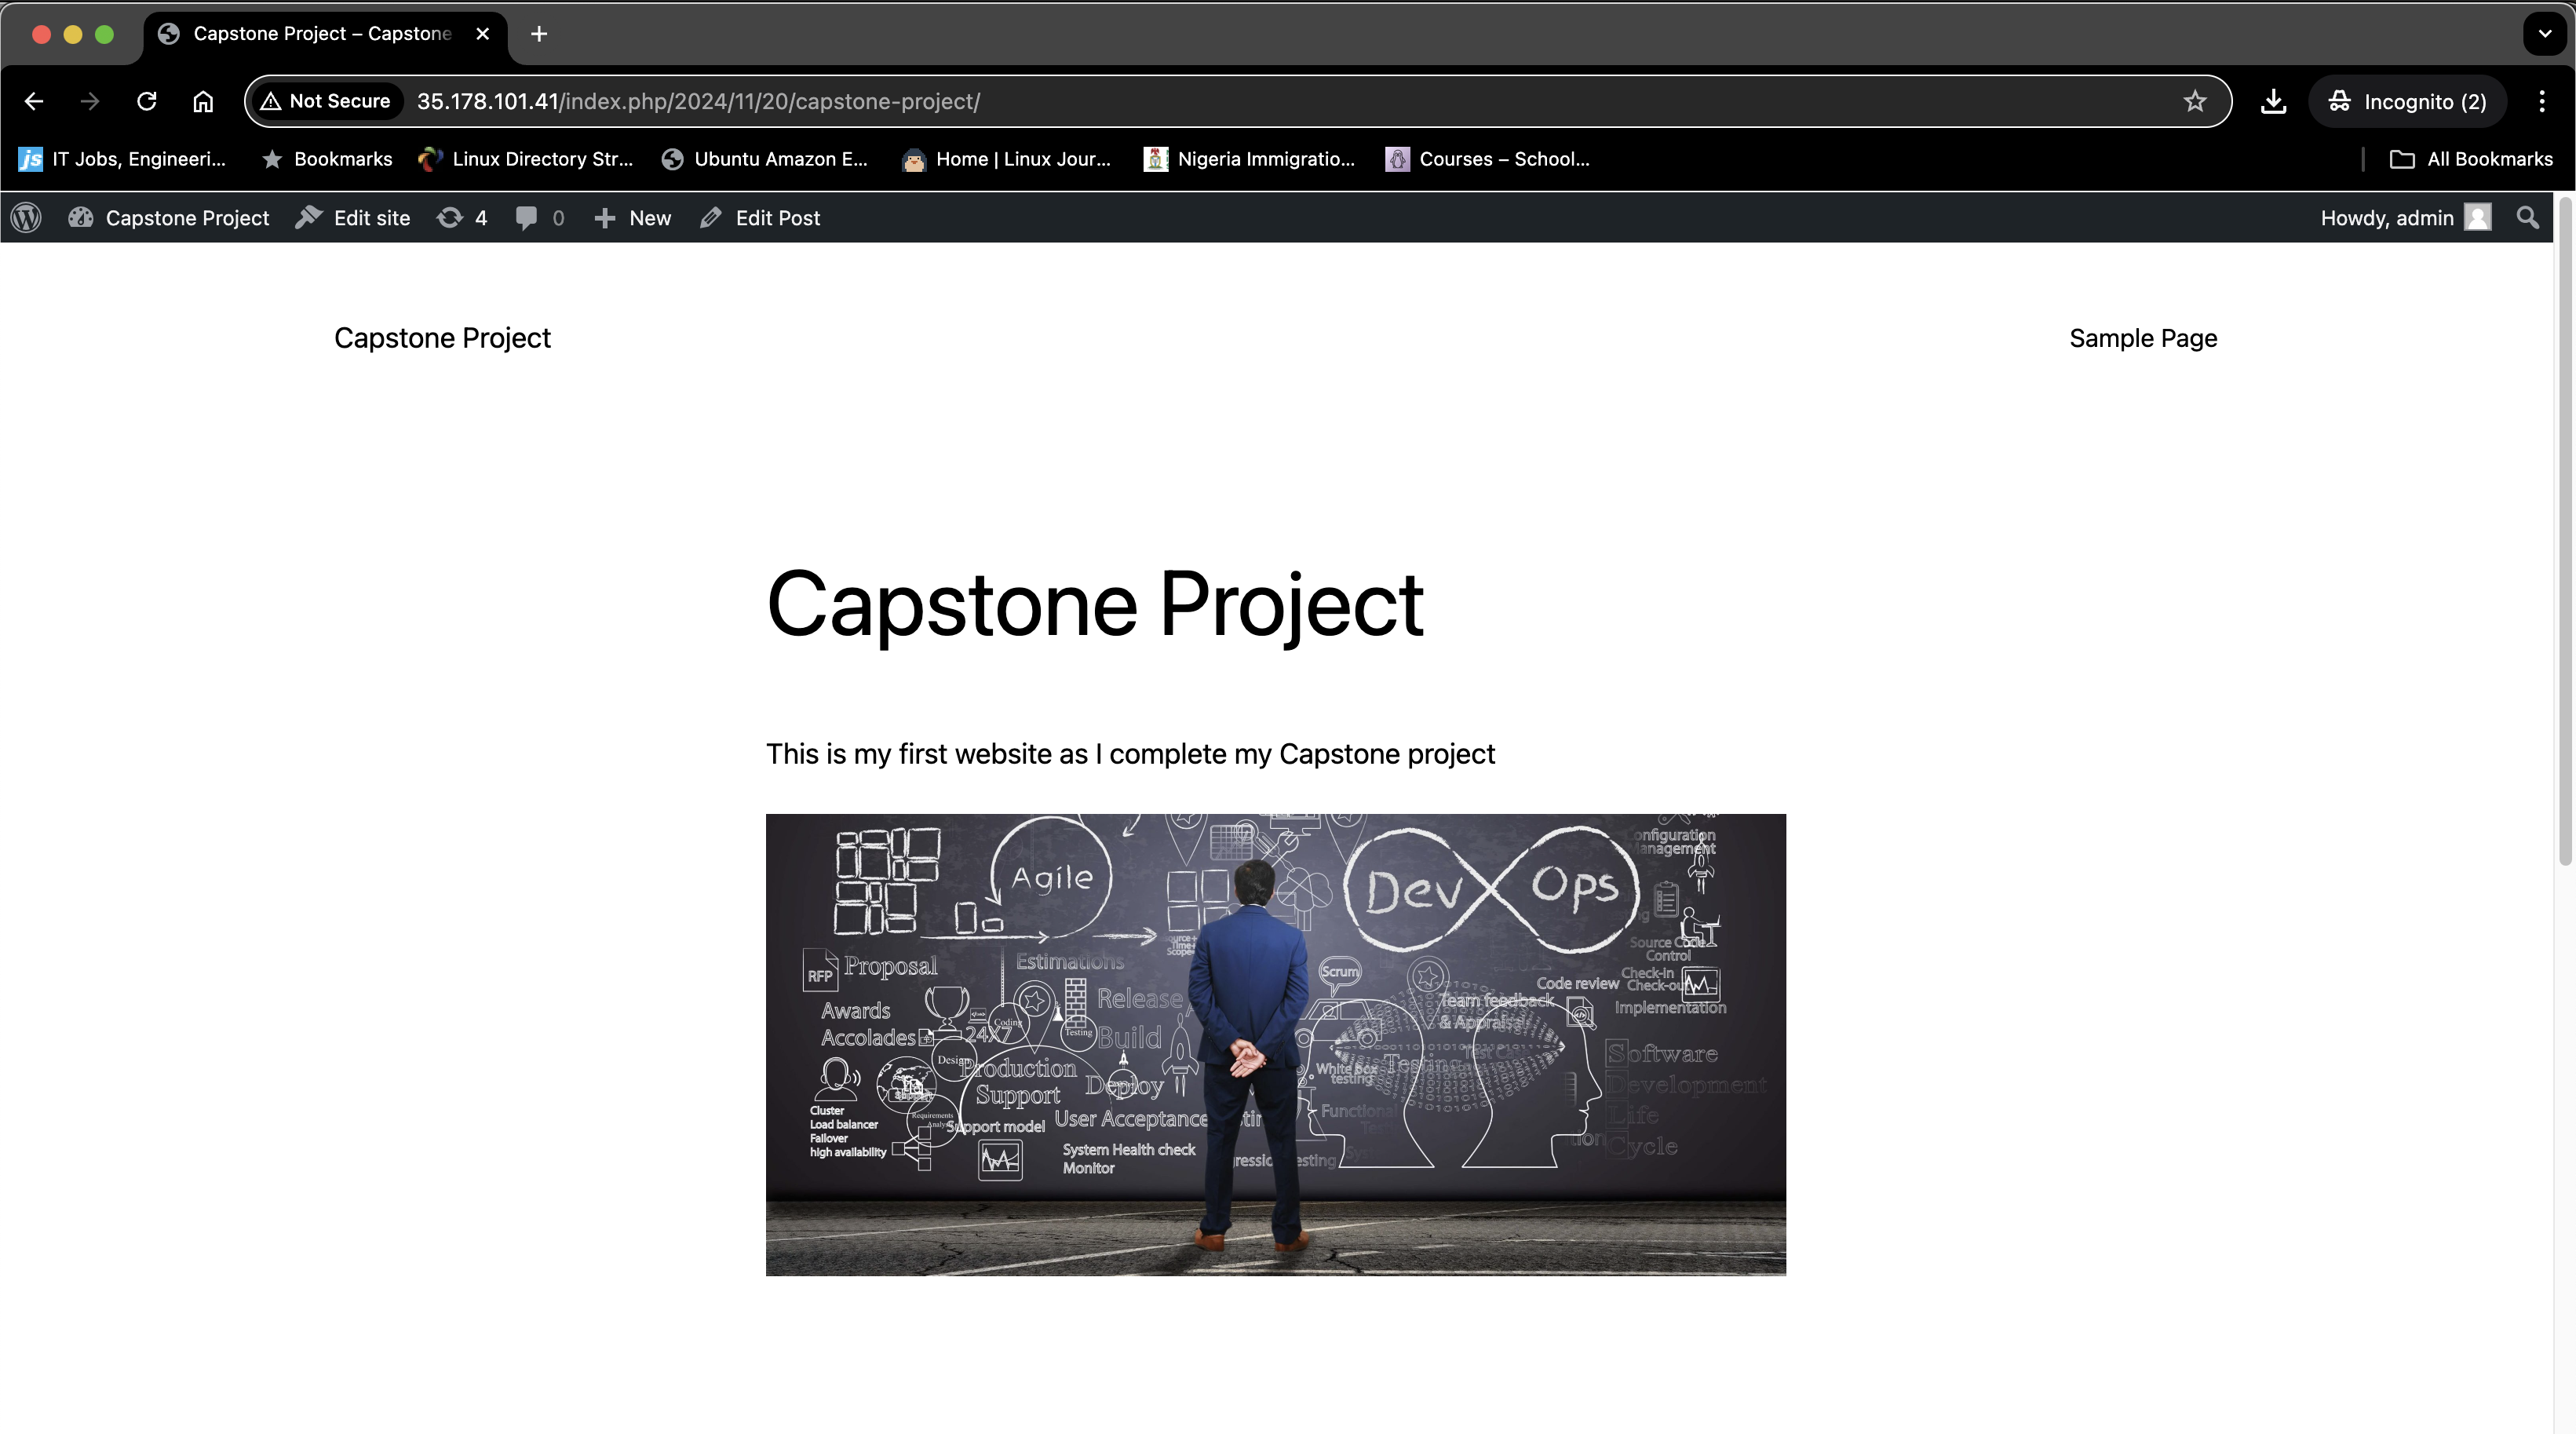 Capstone Project – Capstone
Not Secure 35.178.101.41/index.php/2024/11/20/capstone-project/ Incognito (2)
js IT Jobs, Engineeri... Bookmarks Linux Directory Str... Ubuntu Amazon E... Home | Linux Jour... Nigeria Immigratio... Courses – School... All Bookmarks
Capstone Project Edit site 4 0 New Edit Post Howdy, admin
Capstone Project Sample Page
Capstone Project
This is my first website as I complete my Capstone project
onfiguration
anagement
Agile
Dev Ops
Source Code
Control
RFP Proposal
Estimations
Scrum
Check-in
Check-out
Code review
Release
Team feedback
& Appraisal
Implementation
Awards
Accolades
24X7
Coding
Testing
Build
Design
Production
Support
Deploy
White Box
testing
Testing
Software
Development
Life
Cycle
Cluster
Load balancer
Failover
high availability
Requirements
Support model
User Acceptance
Functional
System Health check
Monitor